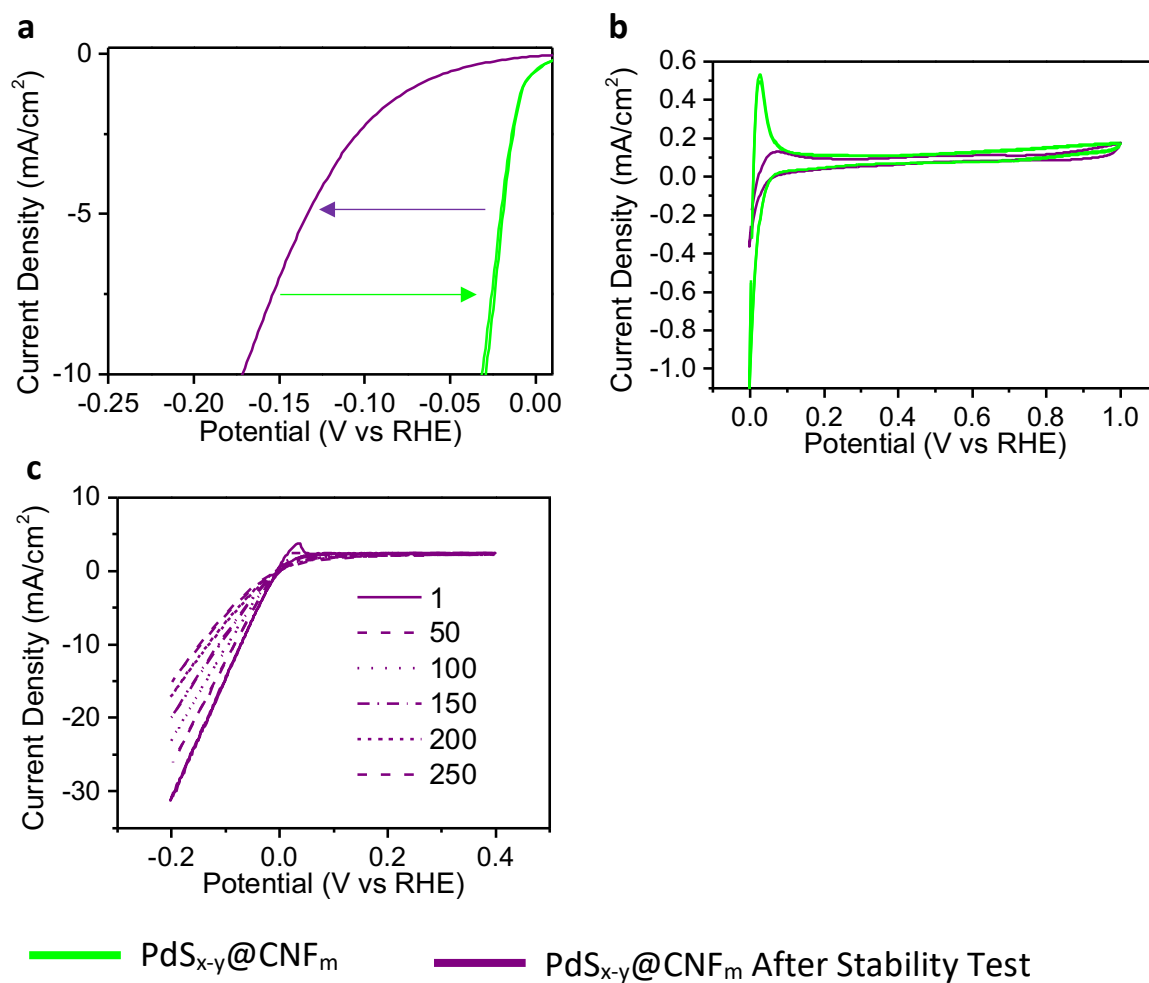 a
0
-5
-10
Current Density (mA/cm²)
-0.25 -0.20 -0.15 -0.10 -0.05 0.00
Potential (V vs RHE)
b
0.6
0.4
0.2
0.0
-0.2
-0.4
-0.6
-0.8
-1.0
Current Density (mA/cm²)
0.0 0.2 0.4 0.6 0.8 1.0
Potential (V vs RHE)
c
10
0
-10
-20
-30
Current Density (mA/cm²)
1
50
100
150
200
250
-0.2 0.0 0.2 0.4
Potential (V vs RHE)
PdSx-y@CNFm
PdSx-y@CNFm After Stability Test